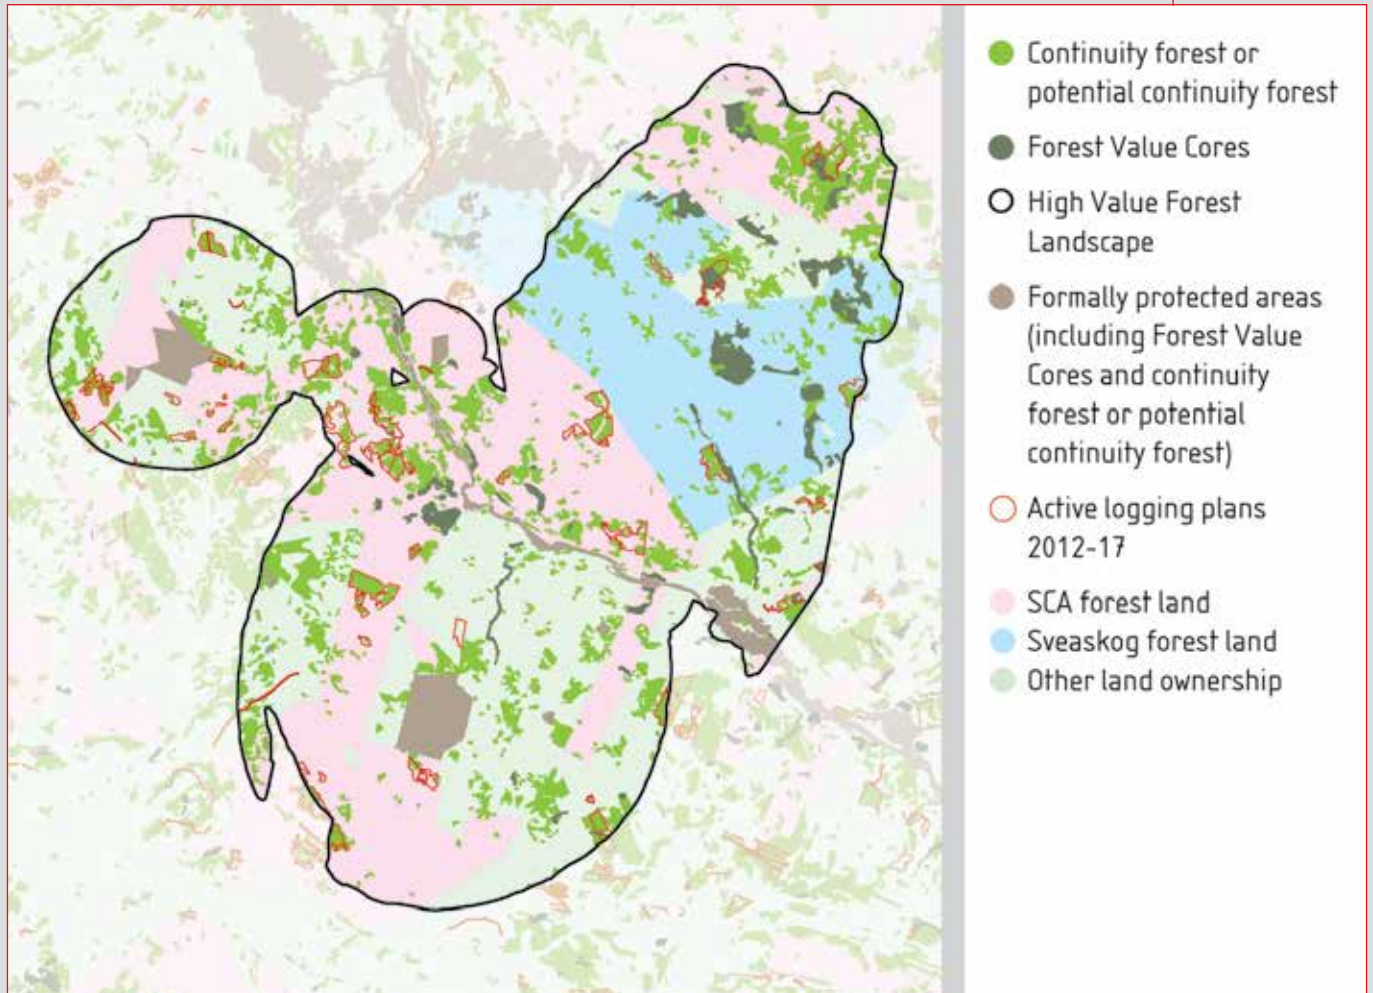 Continuity forest or
potential continuity forest
Forest Value Cores
High Value Forest
Landscape
Formally protected areas
(including Forest Value
Cores and continuity
forest or potential
continuity forest)
Active logging plans
2012-17
SCA forest land
Sveaskog forest land
Other land ownership